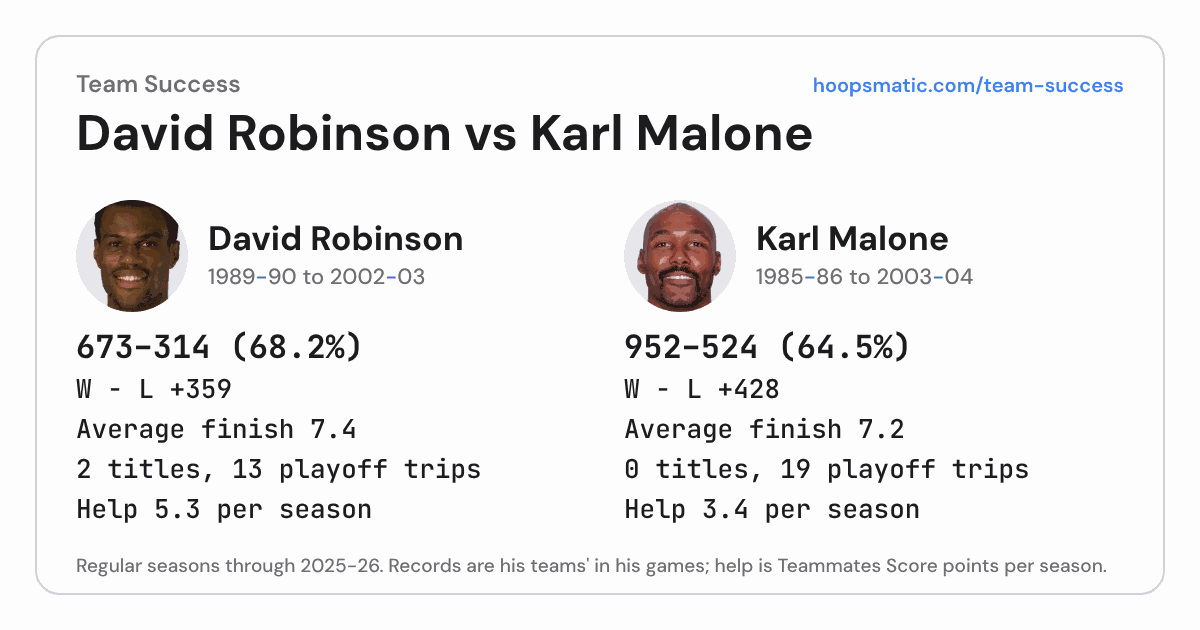 Team Success
hoopsmatic.com/team-success
David Robinson vs Karl Malone
David Robinson
1989-90 to 2002-03
673-314 (68.2%)
W - L +359
Average finish 7.4
2 titles, 13 playoff trips
Help 5.3 per season
Karl Malone
1985-86 to 2003-04
952-524 (64.5%)
W - L +428
Average finish 7.2
0 titles, 19 playoff trips
Help 3.4 per season
Regular seasons through 2025-26. Records are his teams' in his games; help is Teammates Score points per season.